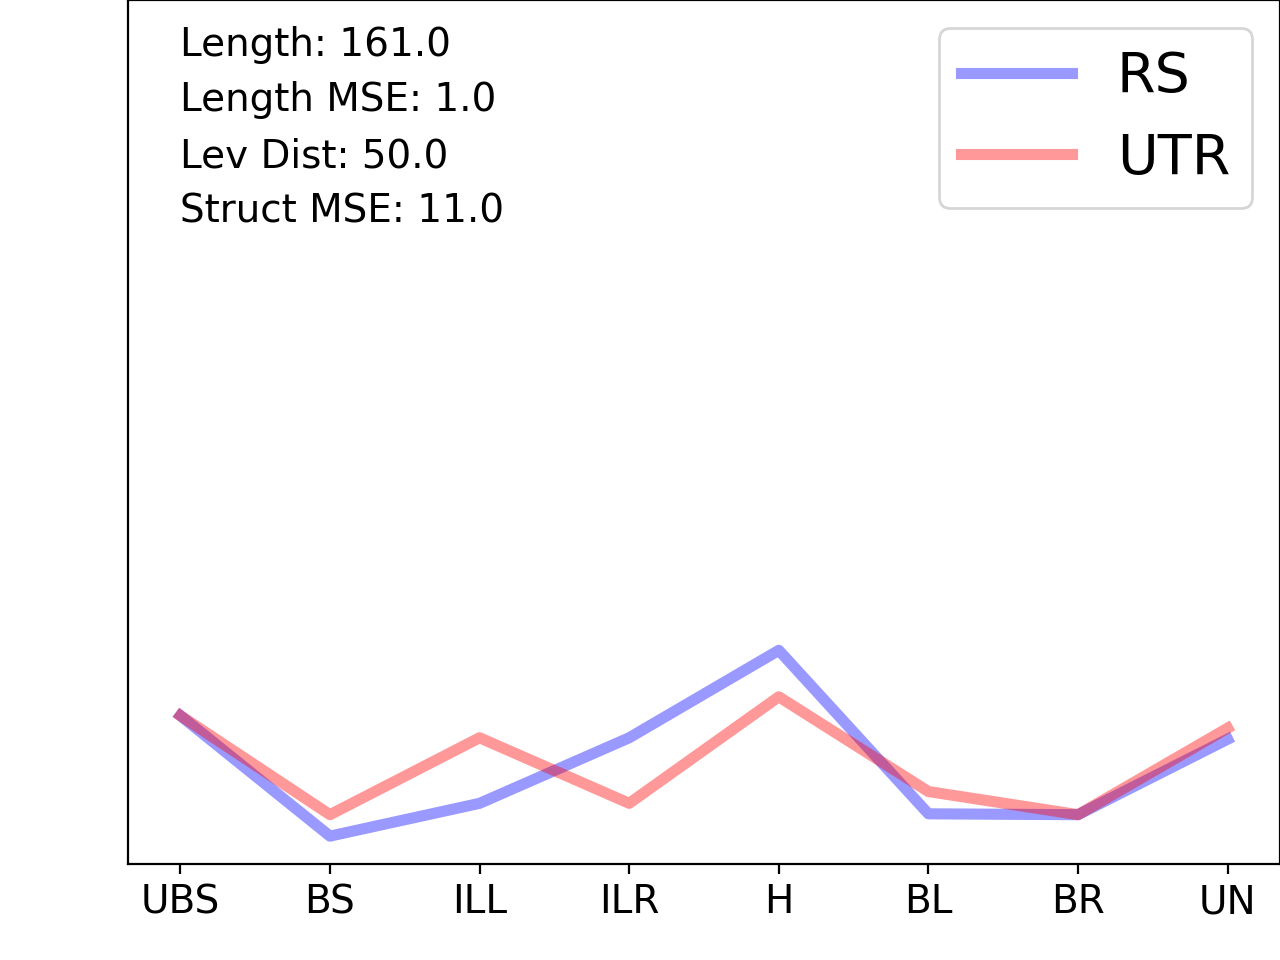 Length: 161.0
Length MSE: 1.0
Lev Dist: 50.0
Struct MSE: 11.0
RS
UTR
UBS BS ILL ILR H BL BR UN